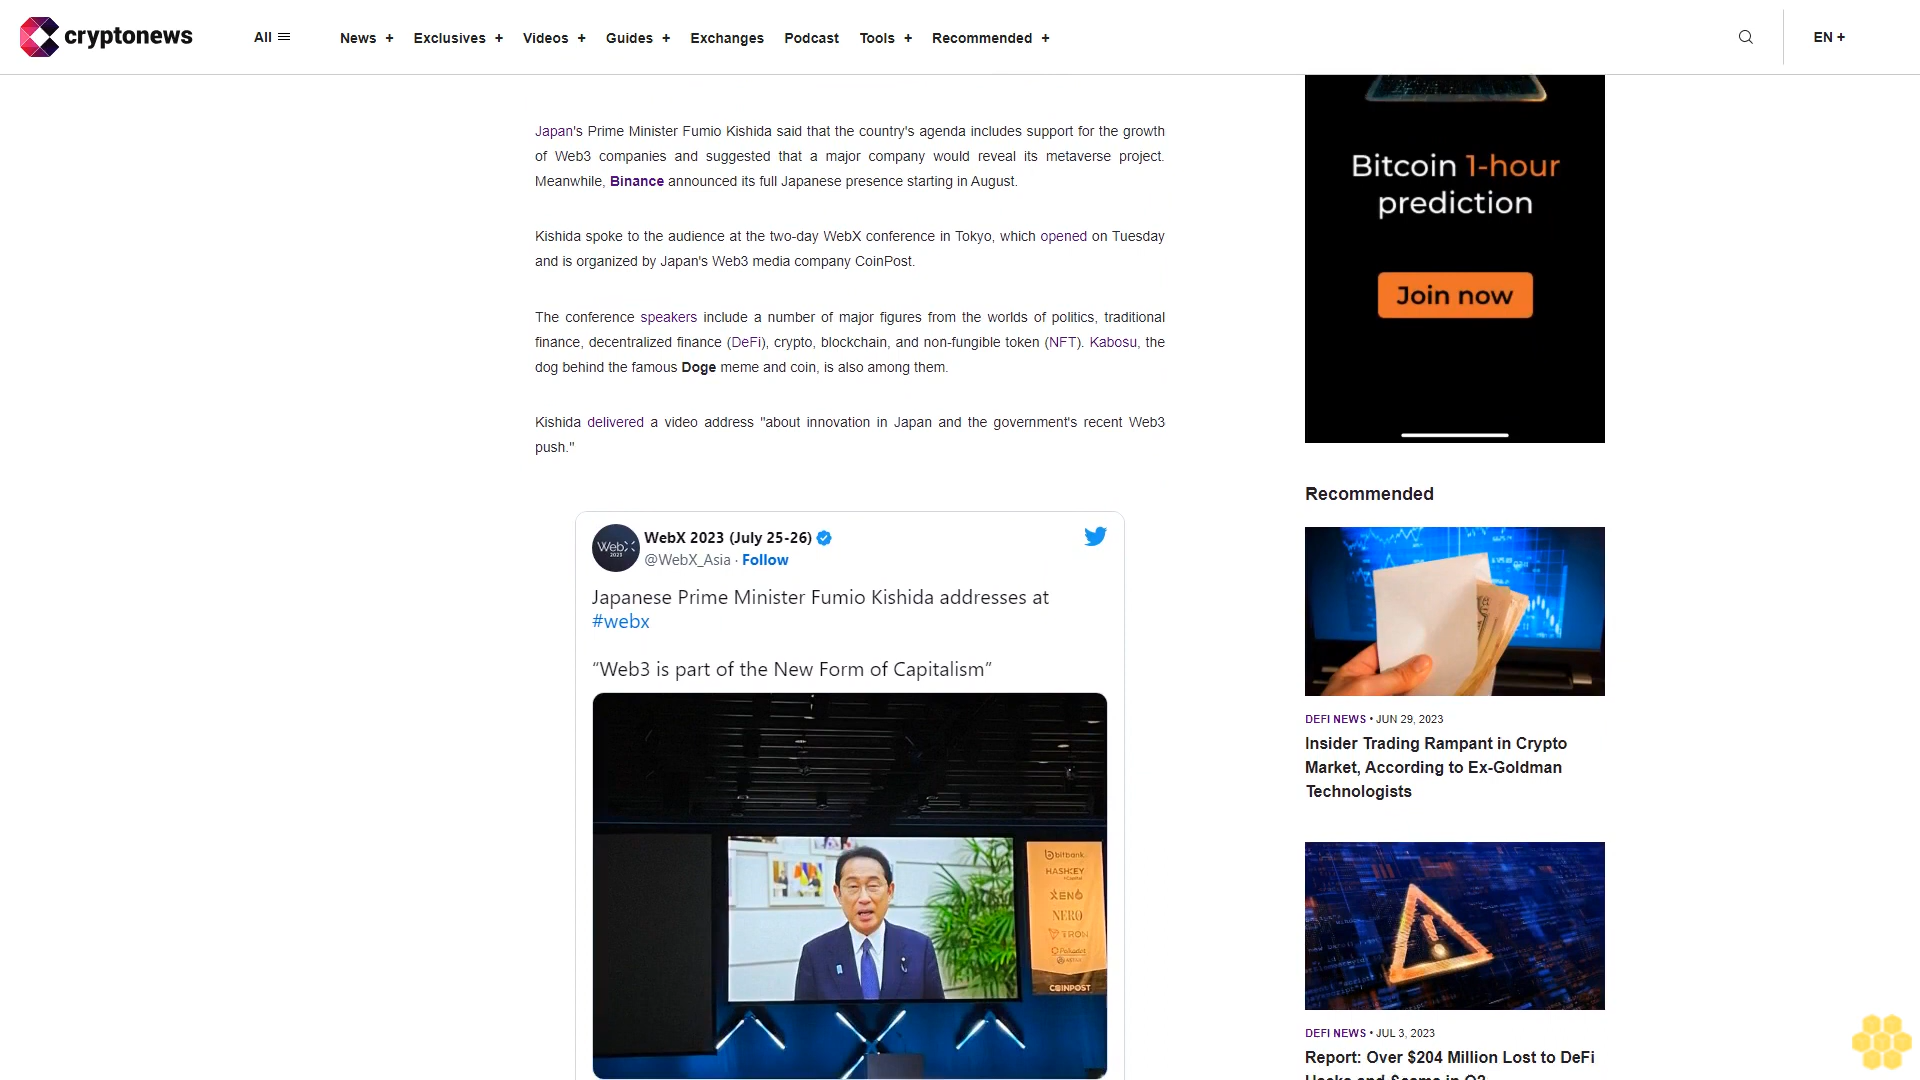 cryptonews
All
News +
Exclusives +
Videos +
Guides +
Exchanges
Podcast
Tools +
Recommended +
EN +
Japan's Prime Minister Fumio Kishida said that the country's agenda includes support for the growth
of Web3 companies and suggested that a major company would reveal its metaverse project.
Meanwhile, Binance announced its full Japanese presence starting in August.
Kishida spoke to the audience at the two-day WebX conference in Tokyo, which opened on Tuesday
and is organized by Japan's Web3 media company CoinPost.
The conference speakers include a number of major figures from the worlds of politics, traditional
finance, decentralized finance (DeFi), crypto, blockchain, and non-fungible token (NFT). Kabosu, the
dog behind the famous Doge meme and coin, is also among them.
Kishida delivered a video address "about innovation in Japan and the government's recent Web3
push."
WebX
2023
WebX 2023 (July 25-26)
@WebX_Asia · Follow
Japanese Prime Minister Fumio Kishida addresses at
#webx
“Web3 is part of the New Form of Capitalism”
bitbank
HASHKEY
XENO
NERO
TRON
Polkadot
COINPOST
Bitcoin 1-hour
prediction
Join now
Recommended
DEFI NEWS • JUN 29, 2023
Insider Trading Rampant in Crypto
Market, According to Ex-Goldman
Technologists
DEFI NEWS • JUL 3, 2023
Report: Over $204 Million Lost to DeFi
Hacks and Scams in Q2